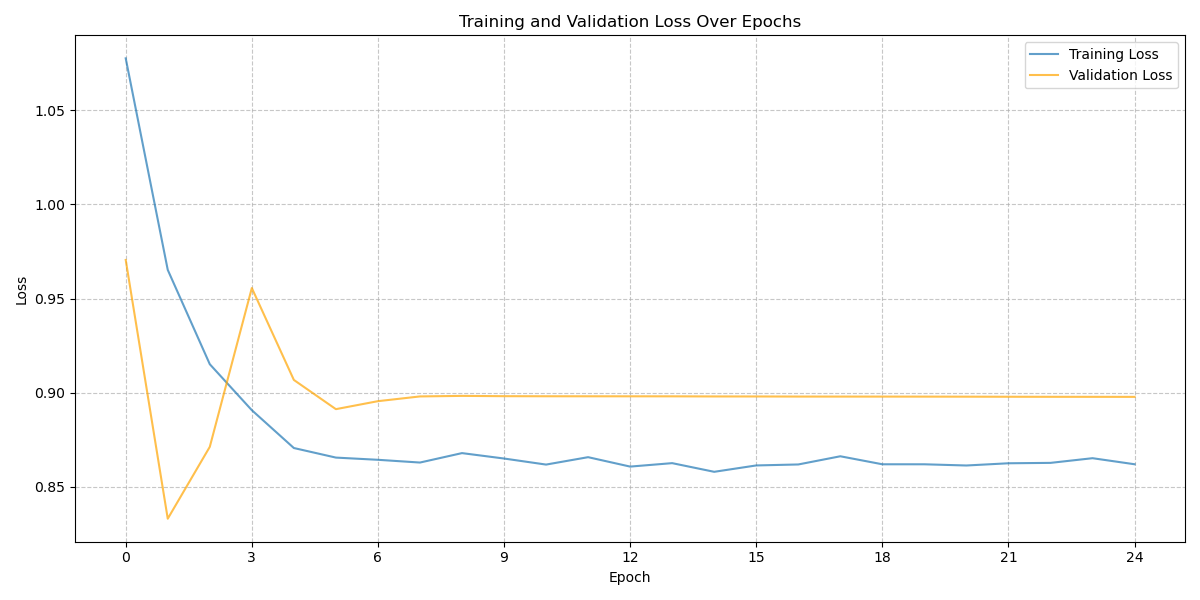 Training and Validation Loss Over Epochs
Training Loss
Validation Loss
1.05
1.00
0.95
0.90
0.85
Loss
0 3 6 9 12 15 18 21 24
Epoch